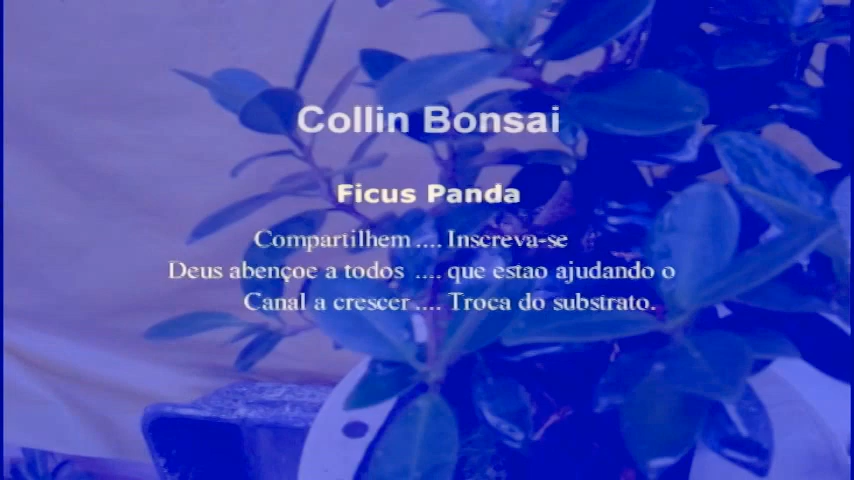 Collin Bonsai
Ficus Panda
Compartilhem .... Inscreva-se
Deus abençoe a todos .... que estao ajudando o
Canal a crescer .... Troca do substrato.